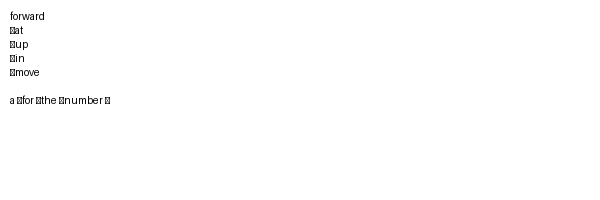 forward
at
up
in
move
a for the number